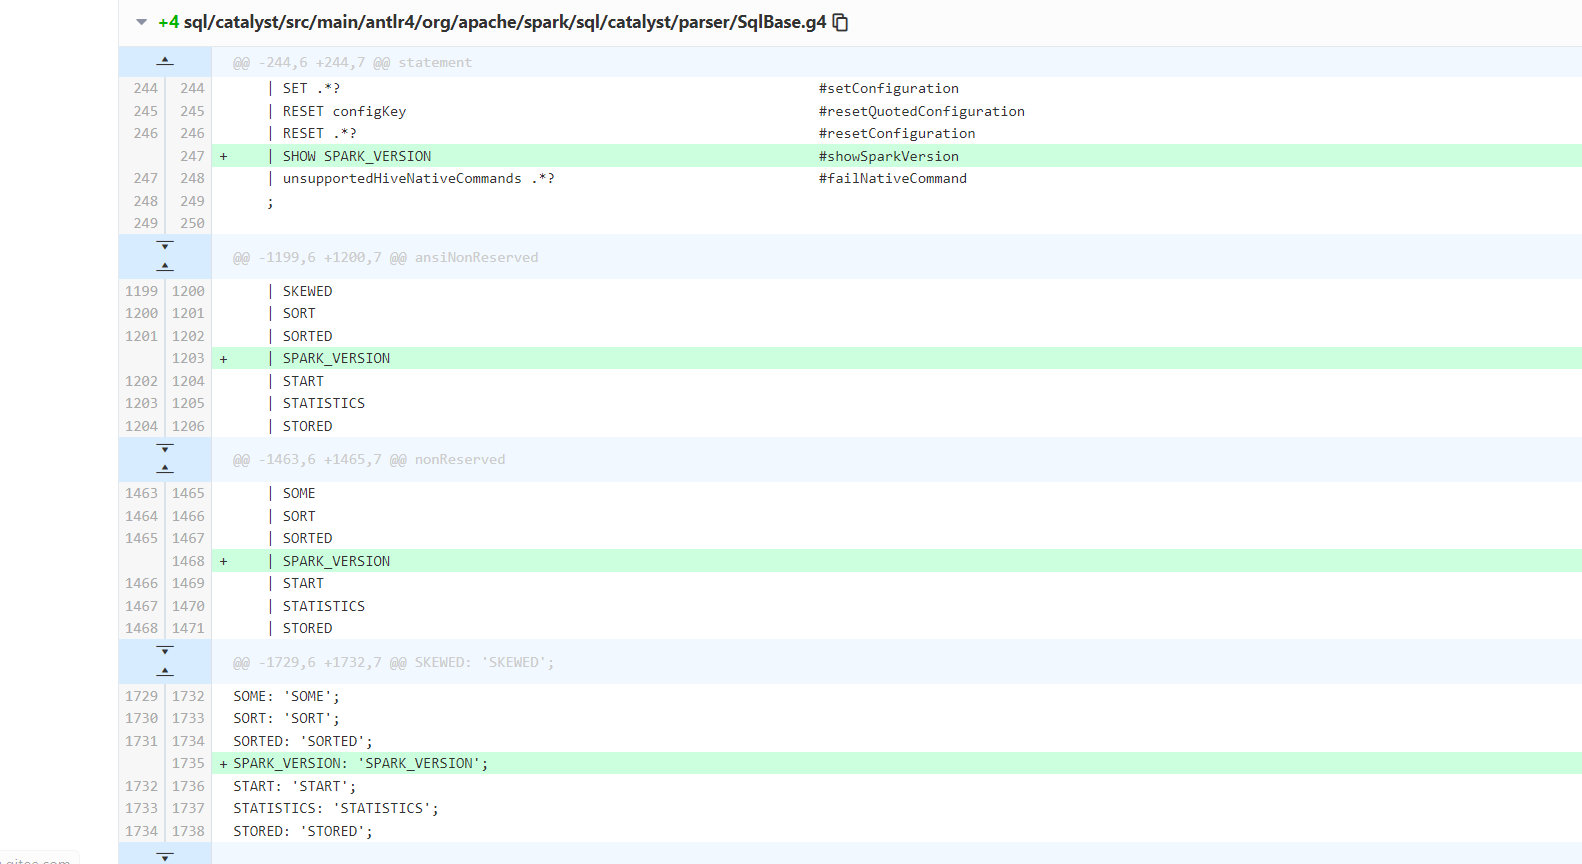 +4 sql/catalyst/src/main/antlr4/org/apache/spark/sql/catalyst/parser/SqlBase.g4
@@ -244,6 +244,7 @@ statement
244 244 | SET .*? #setConfiguration
245 245 | RESET configKey #resetQuotedConfiguration
246 246 | RESET .*? #resetConfiguration
247 + | SHOW SPARK_VERSION #showSparkVersion
247 248 | unsupportedHiveNativeCommands .*? #failNativeCommand
248 249 ;
249 250
@@ -1199,6 +1200,7 @@ ansiNonReserved
1199 1200 | SKEWED
1200 1201 | SORT
1201 1202 | SORTED
1203 + | SPARK_VERSION
1202 1204 | START
1203 1205 | STATISTICS
1204 1206 | STORED
@@ -1463,6 +1465,7 @@ nonReserved
1463 1465 | SOME
1464 1466 | SORT
1465 1467 | SORTED
1468 + | SPARK_VERSION
1466 1469 | START
1467 1470 | STATISTICS
1468 1471 | STORED
@@ -1729,6 +1732,7 @@ SKEWED: 'SKEWED';
1729 1732 SOME: 'SOME';
1730 1733 SORT: 'SORT';
1731 1734 SORTED: 'SORTED';
1735 + SPARK_VERSION: 'SPARK_VERSION';
1732 1736 START: 'START';
1733 1737 STATISTICS: 'STATISTICS';
1734 1738 STORED: 'STORED';